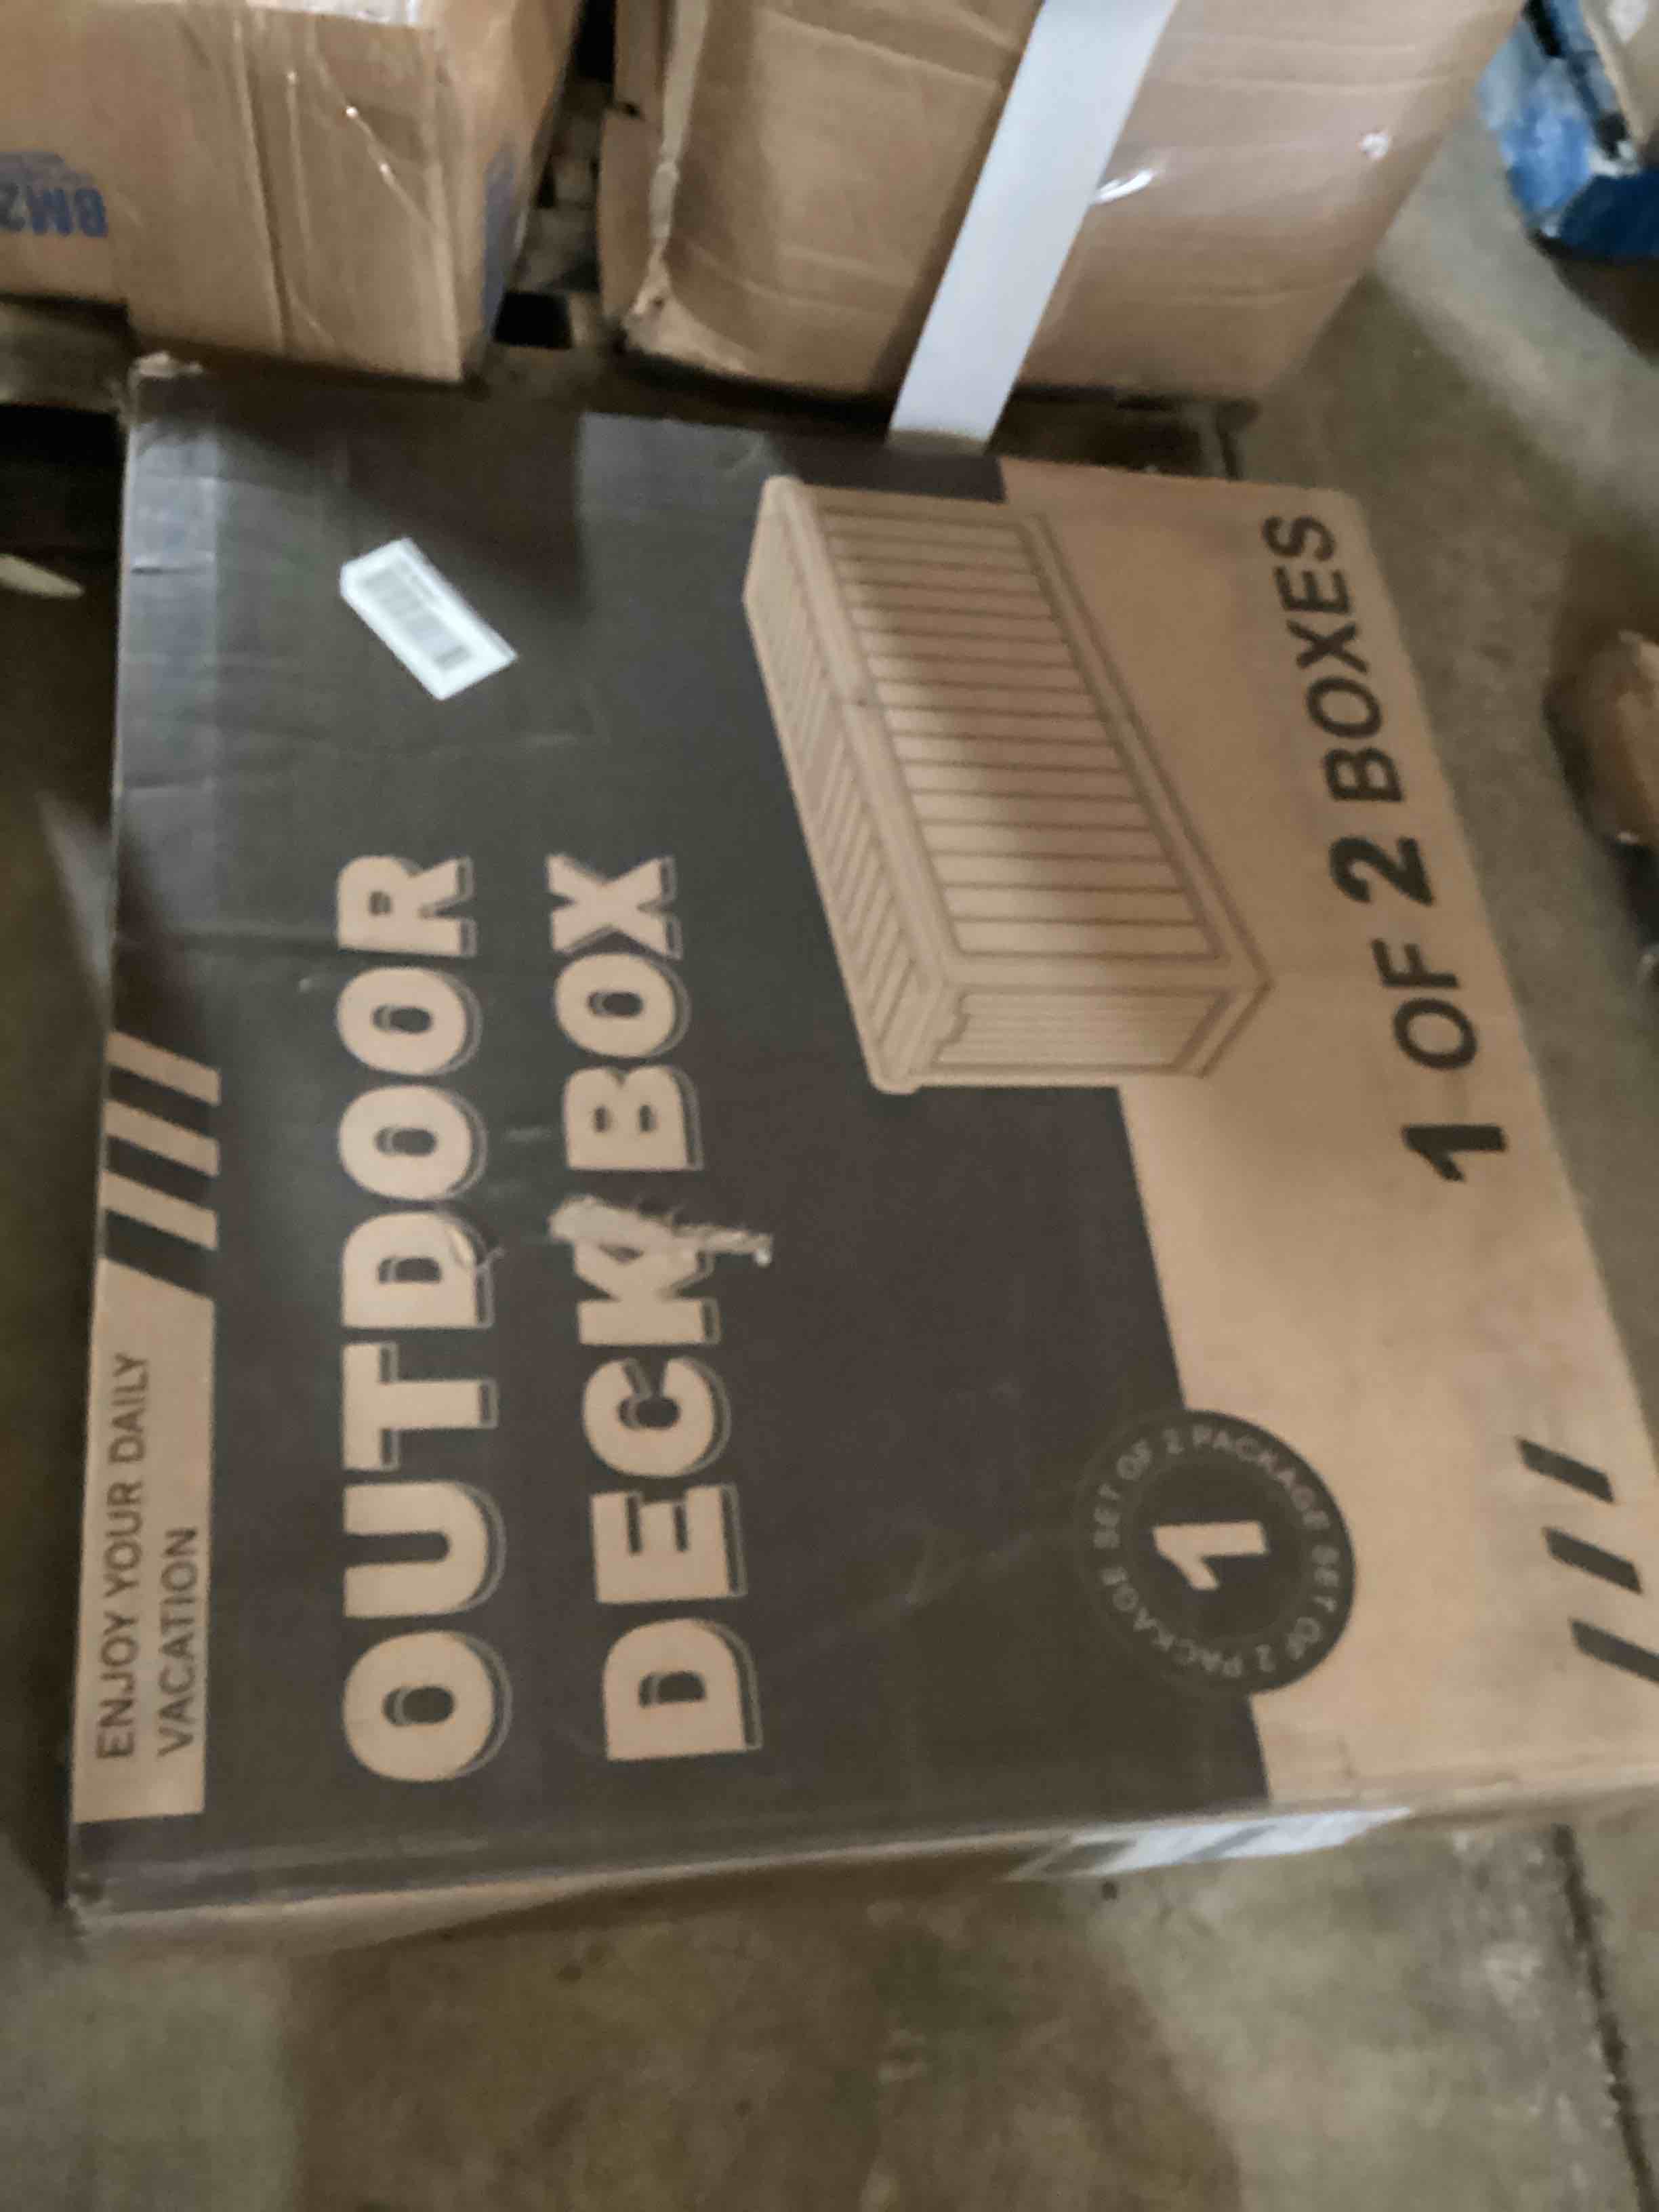 ENJOY YOUR DAILY
VACATION
OUTDOOR
DECK BOX
PACKAGE SET OF 2 PACKAGE SET OF 2
1
1 OF 2 BOXES
BM2